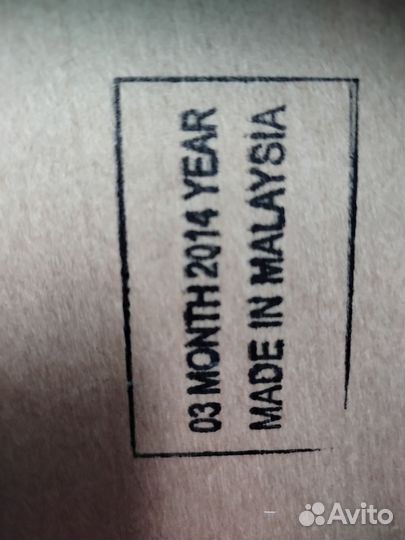 03 MONTH 2014 YEAR
MADE IN MALAYSIA
Avito